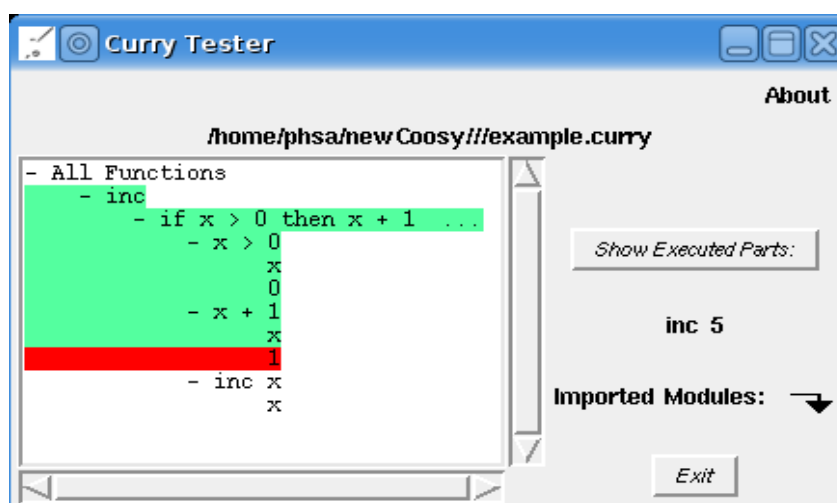 Curry Tester
About
/home/phsa/newCoosy///example.curry
- All Functions
- inc
- if x > 0 then x + 1 ...
- x > 0
x
0
- x + 1
x
1
- inc x
x
Show Executed Parts:
inc 5
Imported Modules:
Exit